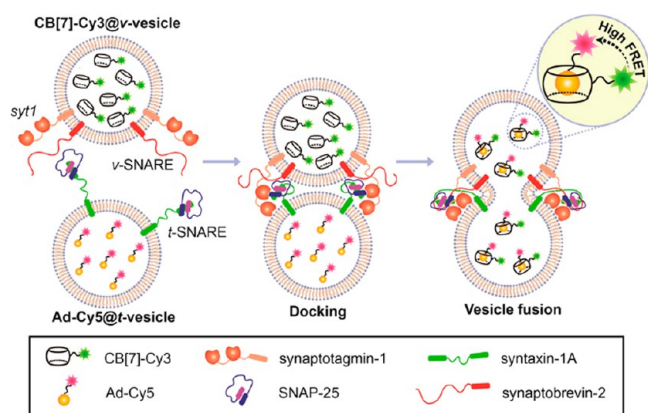 CB[7]-Cy3@v-vesicle
High FRET
syt1
v-SNARE
t-SNARE
Ad-Cy5@t-vesicle
Docking
Vesicle fusion
CB[7]-Cy3
synaptotagmin-1
syntaxin-1A
Ad-Cy5
SNAP-25
synaptobrevin-2